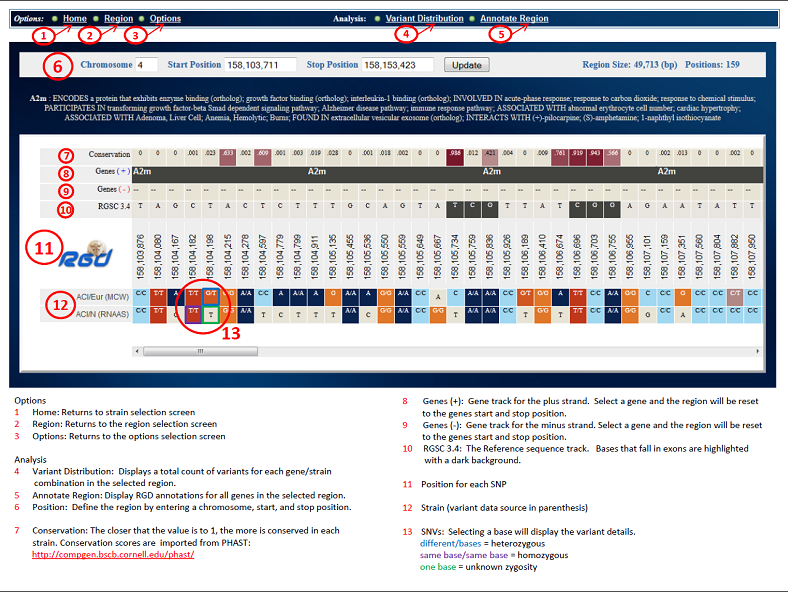 Options: Home Region Options Analysis: Variant Distribution Annotate Region
1 2 3 4 5
6 Chromosome 4 Start Position 158,103,711 Stop Position 158,153,423 Update Region Size: 49,713 (bp) Positions: 159
A2m : ENCODES a protein that exhibits enzyme binding (ortholog); growth factor binding (ortholog); interleukin-1 binding (ortholog); INVOLVED IN acute-phase response; response to carbon dioxide; response to chemical stimulus;
PARTICIPATES IN transforming growth factor-beta Smad dependent signaling pathway; Alzheimer disease pathway; immune response pathway; ASSOCIATED WITH abnormal erythrocyte cell number; cardiac hypertrophy;
ASSOCIATED WITH Adenoma, Liver Cell; Anemia, Hemolytic; Burns; FOUND IN extracellular vesicular exosome (ortholog); INTERACTS WITH (+)-pilocarpine; (S)-amphetamine; 1-naphthyl isothiocyanate
7 Conservation 0 0 0 .001 .023 .633 .002 .609 .001 .003 .019 .028 0 .001 .018 .002 0 0 .986 .012 .421 .004 0 .009 .761 .919 .943 .566 0 0 .002 .013 0 0 .002 0
8 Genes (+) A2m A2m A2m A2m
9 Genes (-) -- -- -- -- -- -- -- -- -- -- -- -- -- -- -- -- -- -- -- -- -- -- -- -- -- -- -- -- -- -- -- -- -- -- -- --
10 RGSC 3.4 T A G C T A C T C T T T G C A G T A T C G T T A T C G G A G A A T A T T
11 RGD 158,103,876 158,104,080 158,104,167 158,104,182 158,104,198 158,104,215 158,104,278 158,104,597 158,104,779 158,104,799 158,104,911 158,105,135 158,105,455 158,105,536 158,105,550 158,105,559 158,105,649 158,105,667 158,105,734 158,105,759 158,105,836 158,105,926 158,106,189 158,106,410 158,106,674 158,106,696 158,106,703 158,106,755 158,106,955 158,107,101 158,107,159 158,107,351 158,107,560 158,107,804 158,107,882 158,107,950
12 ACI/Eur (MCW)
ACI/N (RNAAS)
13
Options
1 Home: Returns to strain selection screen
2 Region: Returns to the region selection screen
3 Options: Returns to the options selection screen
Analysis
4 Variant Distribution: Displays a total count of variants for each gene/strain
combination in the selected region.
5 Annotate Region: Display RGD annotations for all genes in the selected region.
6 Position: Define the region by entering a chromosome, start, and stop position.
7 Conservation: The closer that the value is to 1, the more is conserved in each
strain. Conservation scores are imported from PHAST:
http://compgen.bscb.cornell.edu/phast/
8 Genes (+): Gene track for the plus strand. Select a gene and the region will be reset
to the genes start and stop position.
9 Genes (-): Gene track for the minus strand. Select a gene and the region will be reset
to the genes start and stop position.
10 RGSC 3.4: The Reference sequence track. Bases that fall in exons are highlighted
with a dark background.
11 Position for each SNP
12 Strain (variant data source in parenthesis)
13 SNVs: Selecting a base will display the variant details.
different/bases = heterozygous
same base/same base = homozygous
one base = unknown zygosity